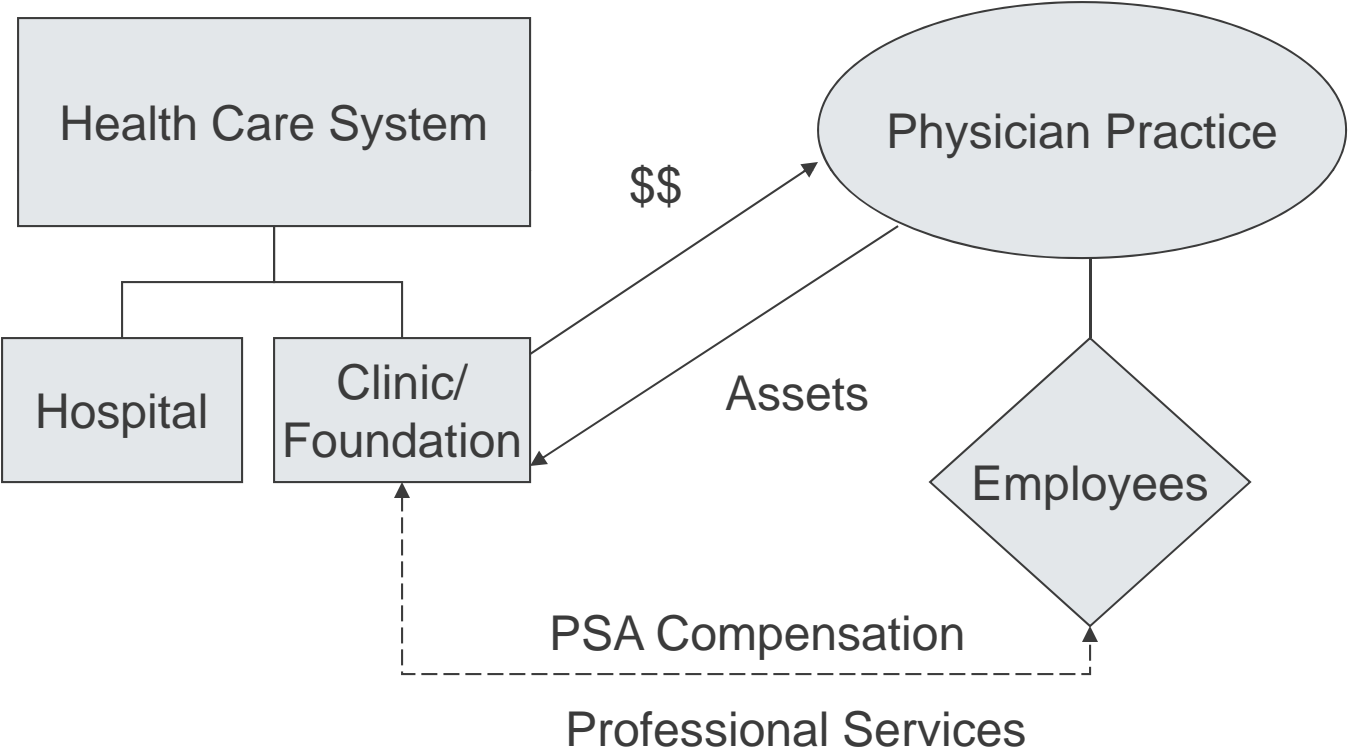 Health Care System
Physician Practice
$$
Hospital
Clinic/
Foundation
Assets
Employees
PSA Compensation
Professional Services